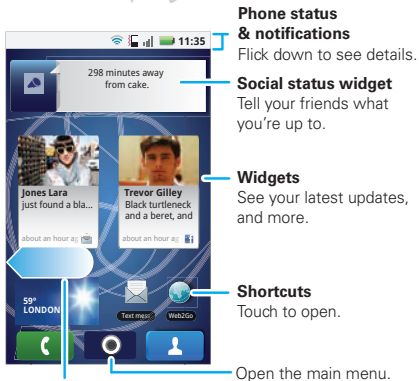 11:35
298 minutes away
from cake.
Jones Lara
just found a bla...
about an hour ag
Trevor Gilley
Black turtleneck
and a beret, and
about an hour ag
59°
LONDON
Text mess
Web2Go
Phone status
& notifications
Flick down to see details.
Social status widget
Tell your friends what
you're up to.
Widgets
See your latest updates,
and more.
Shortcuts
Touch to open.
Open the main menu.